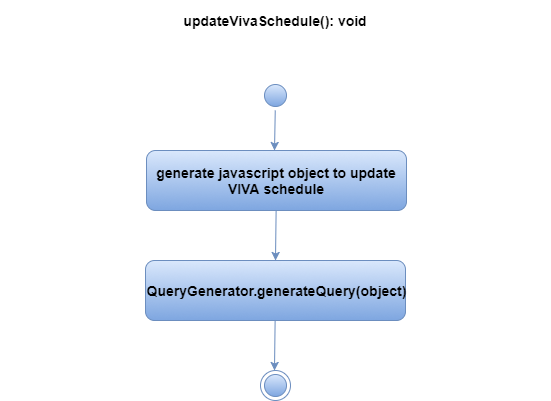 updateVivaSchedule(): void
generate javascript object to update
VIVA schedule
QueryGenerator.generateQuery(object)